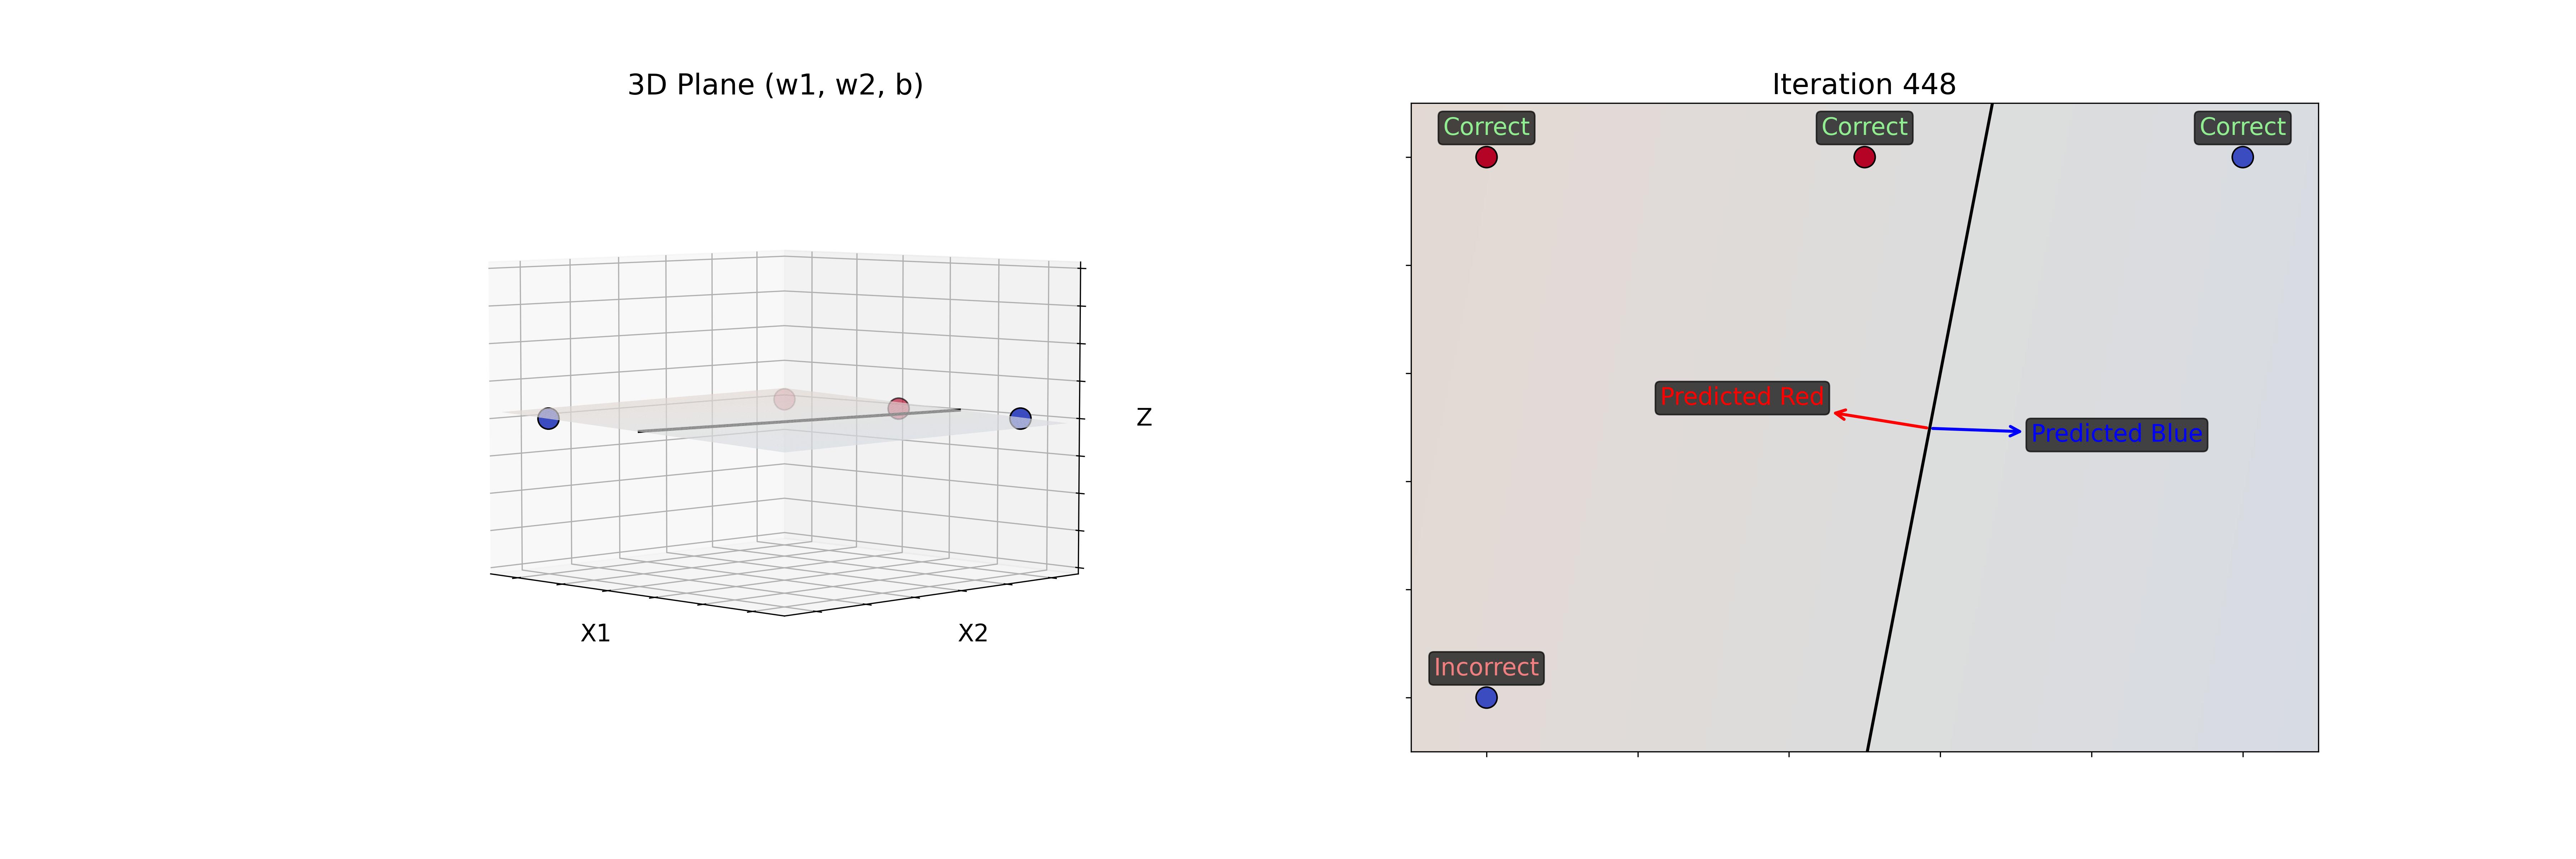 3D Plane (w1, w2, b)
Z
X1
X2
Iteration 448
Correct
Correct
Correct
Predicted Red
Predicted Blue
Incorrect